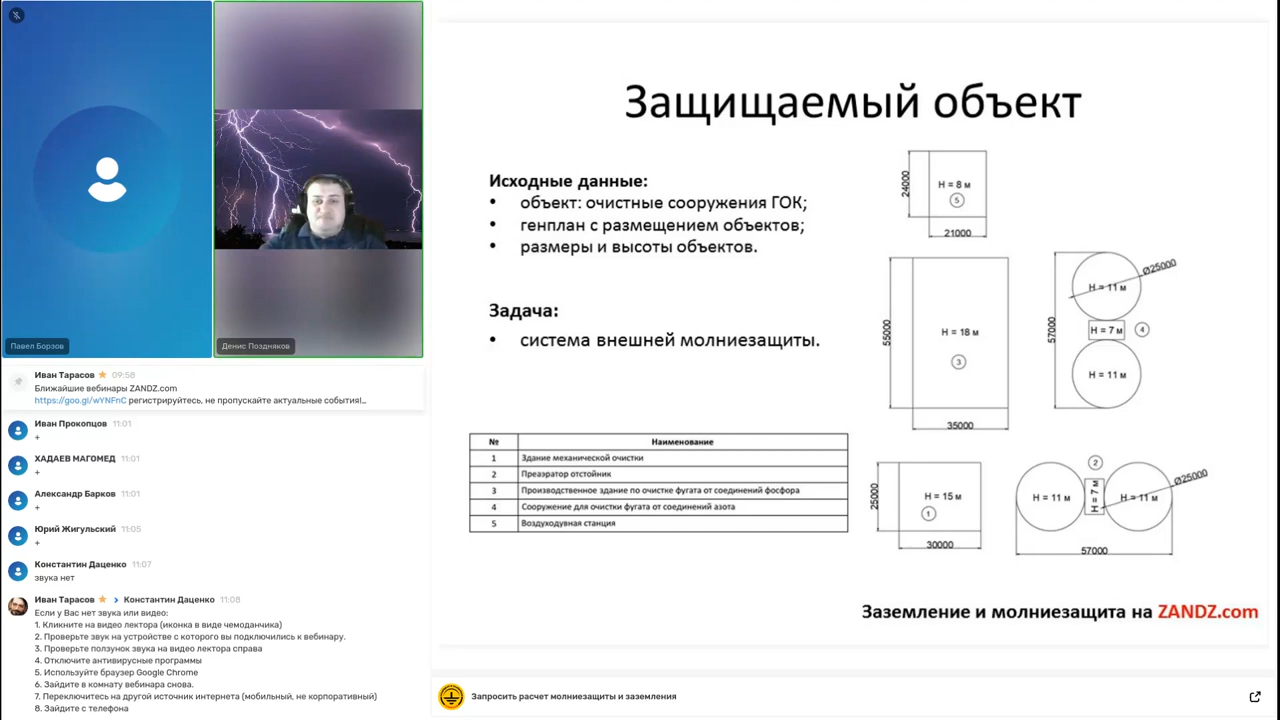 Павел Борзов
Денис Поздняков
Иван Тарасов 09:58
Ближайшие вебинары ZANDZ.com
https://goo.gl/wYNFnC регистрируйтесь, не пропускайте актуальные события!...
Иван Прокопцов 11:01
+
ХАДАЕВ МАГОМЕД 11:01
+
Александр Барков 11:01
+
Юрий Жигульский 11:05
+
Константин Даценко 11:07
звука нет
Иван Тарасов > Константин Даценко 11:08
Если у Вас нет звука или видео:
1. Кликните на видео лектора (иконка в виде чемоданчика)
2. Проверьте звук на устройстве с которого вы подключились к вебинару.
3. Проверьте ползунок звука на видео лектора справа
4. Отключите антивирусные программы
5. Используйте браузер Google Chrome
6. Зайдите в комнату вебинара снова.
7. Переключитесь на другой источник интернета (мобильный, не корпоративный)
8. Зайдите с телефона
Защищаемый объект
Исходные данные:
• объект: очистные сооружения ГОК;
• генплан с размещением объектов;
• размеры и высоты объектов.
Задача:
• система внешней молниезащиты.
№ Наименование
1 Здание механической очистки
2 Преаэратор отстойник
3 Производственное здание по очистке фугата от соединений фосфора
4 Сооружение для очистки фугата от соединений азота
5 Воздуходувная станция
24000
H = 8 м
5
21000
55000
H = 18 м
3
35000
57000
Ø25000
H = 11 м
H = 7 м
4
H = 11 м
25000
H = 15 м
1
30000
2
H = 11 м
H = 7 м
H = 11 м
Ø25000
57000
Заземление и молниезащита на ZANDZ.com
Запросить расчет молниезащиты и заземления